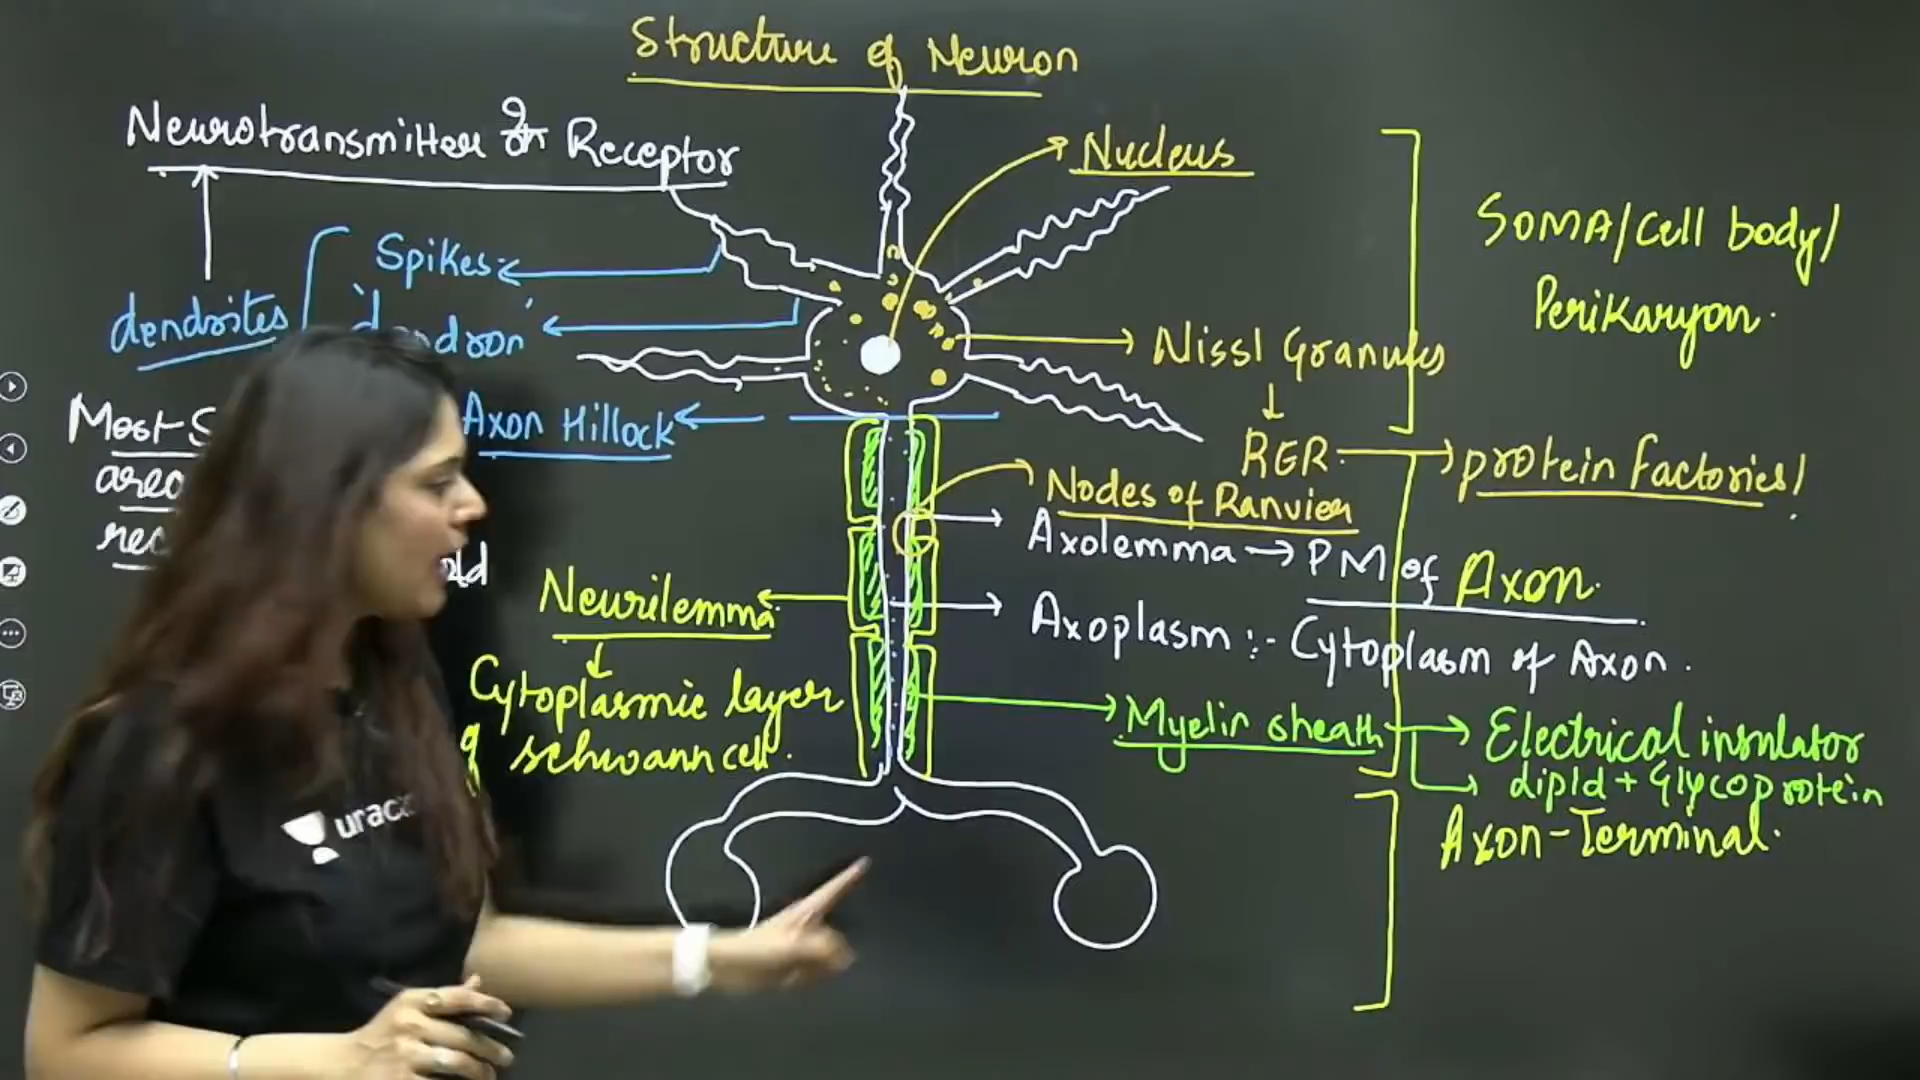 Structure of Neuron
Neurotransmitter Receptor
Nucleus
SOMA/Cell body/
Perikaryon.
Spikes
dendrites
Nissl Granules
Axon Hillock
RER
protein factories!
Most
area
Nodes of Ranvier
Axolemma → PM of Axon.
Neurilemma
Axoplasm :- Cytoplasm of Axon.
Cytoplasmic layer
of schwann cell.
Myelin sheath
Electrical insulator
lipid + Glycoprotein
Axon-Terminal.